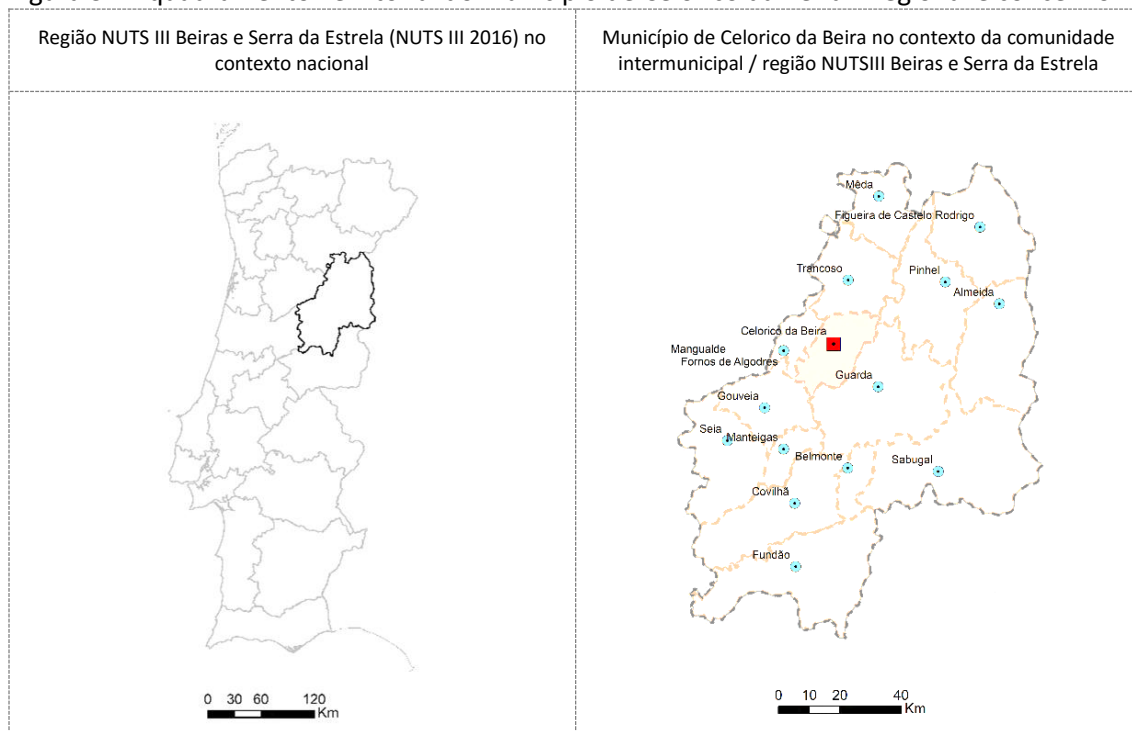 Região NUTS III Beiras e Serra da Estrela (NUTS III 2016) no
contexto nacional
Município de Celorico da Beira no contexto da comunidade
intermunicipal / região NUTSIII Beiras e Serra da Estrela
0 30 60 120
Km
Mêda
Figueira de Castelo Rodrigo
Trancoso
Pinhel
Almeida
Celorico da Beira
Mangualde
Fornos de Algodres
Guarda
Gouveia
Seia
Manteigas
Belmonte
Sabugal
Covilhã
Fundão
0 10 20 40
Km